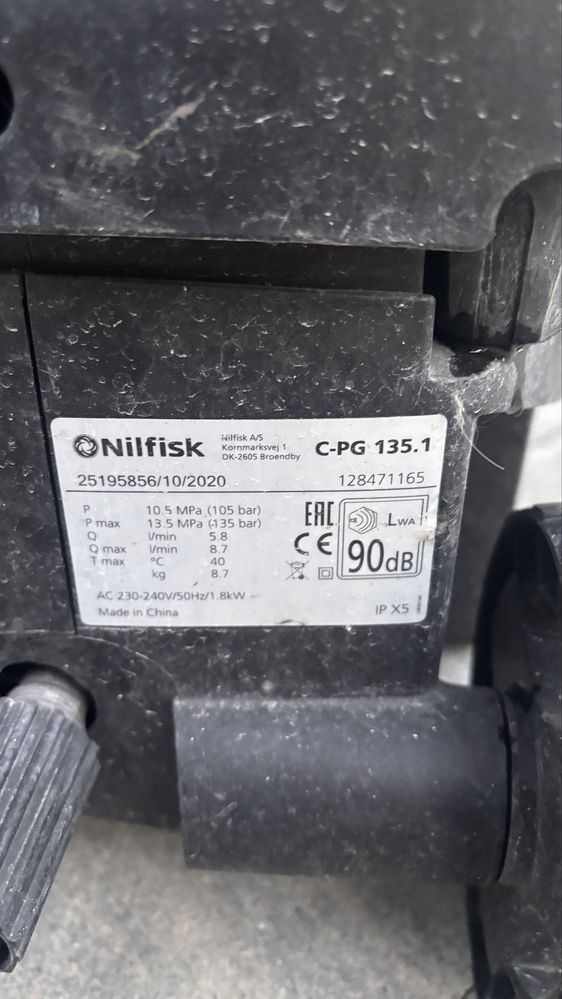 Nilfisk
Nilfisk A/S
Kornmarksvej 1
DK-2605 Broendby
C-PG 135.1
25195856/10/2020
128471165
P 10.5 MPa (105 bar)
P max 13.5 MPa (135 bar)
Q l/min 5.8
Q max l/min 8.7
T max °C 40
kg 8.7
EAC
CE
LWA
90dB
AC 230-240V/50Hz/1.8kW
Made in China
IP X5